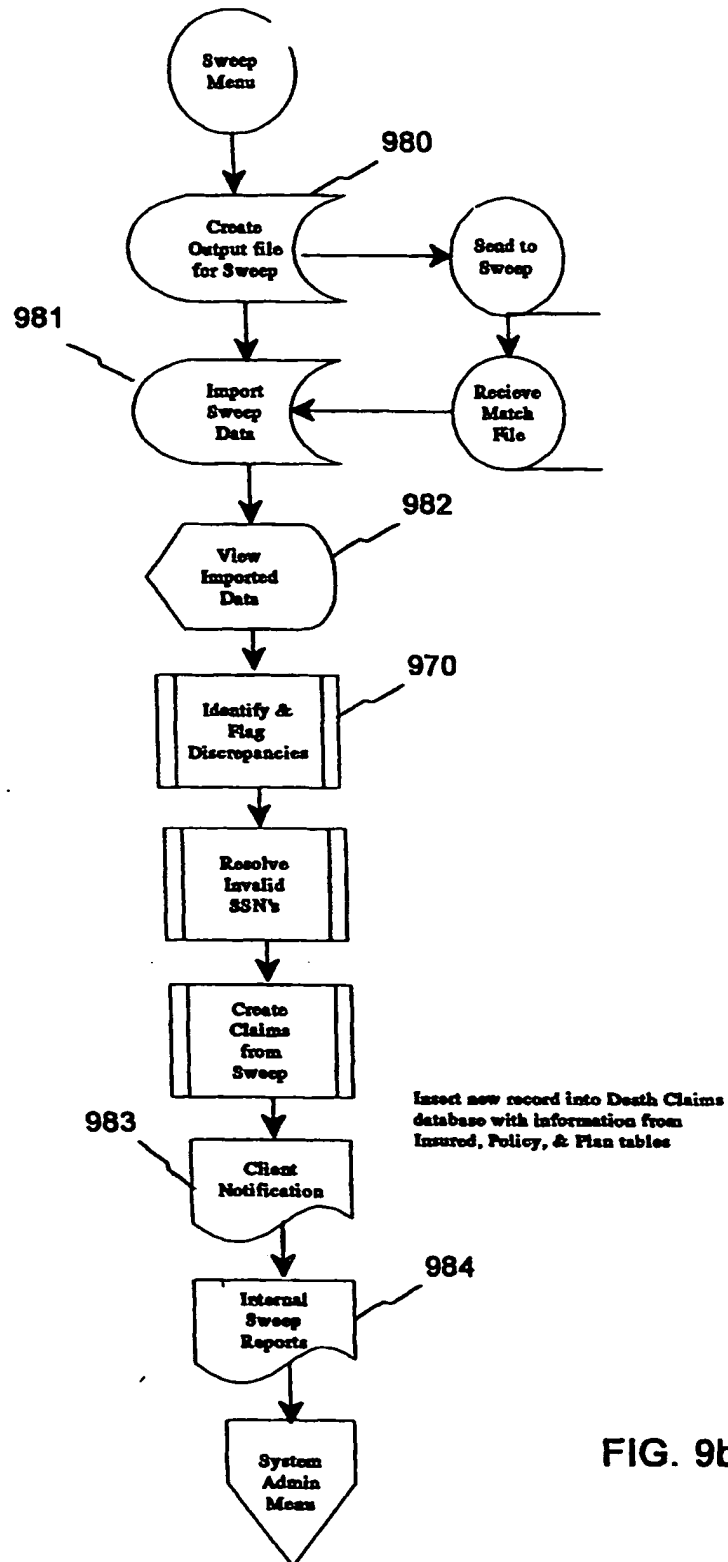 Sweep
Menu
980
Create
Output file
for Sweep
Send to
Sweep
981
Import
Sweep
Data
Recieve
Match
File
982
View
Imported
Data
970
Identify &
Flag
Discrepancies
Resolve
Invalid
SSN's
Create
Claims
from
Sweep
Insert new record into Death Claims
database with information from
Insured, Policy, & Plan tables
983
Client
Notification
984
Internal
Sweep
Reports
System
Admin
Menu
FIG. 9b